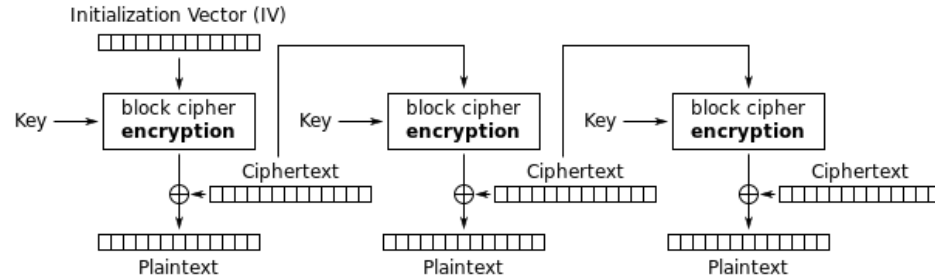 Initialization Vector (IV)
Key
block cipher
encryption
Key
block cipher
encryption
Key
block cipher
encryption
Ciphertext
Ciphertext
Ciphertext
Plaintext
Plaintext
Plaintext